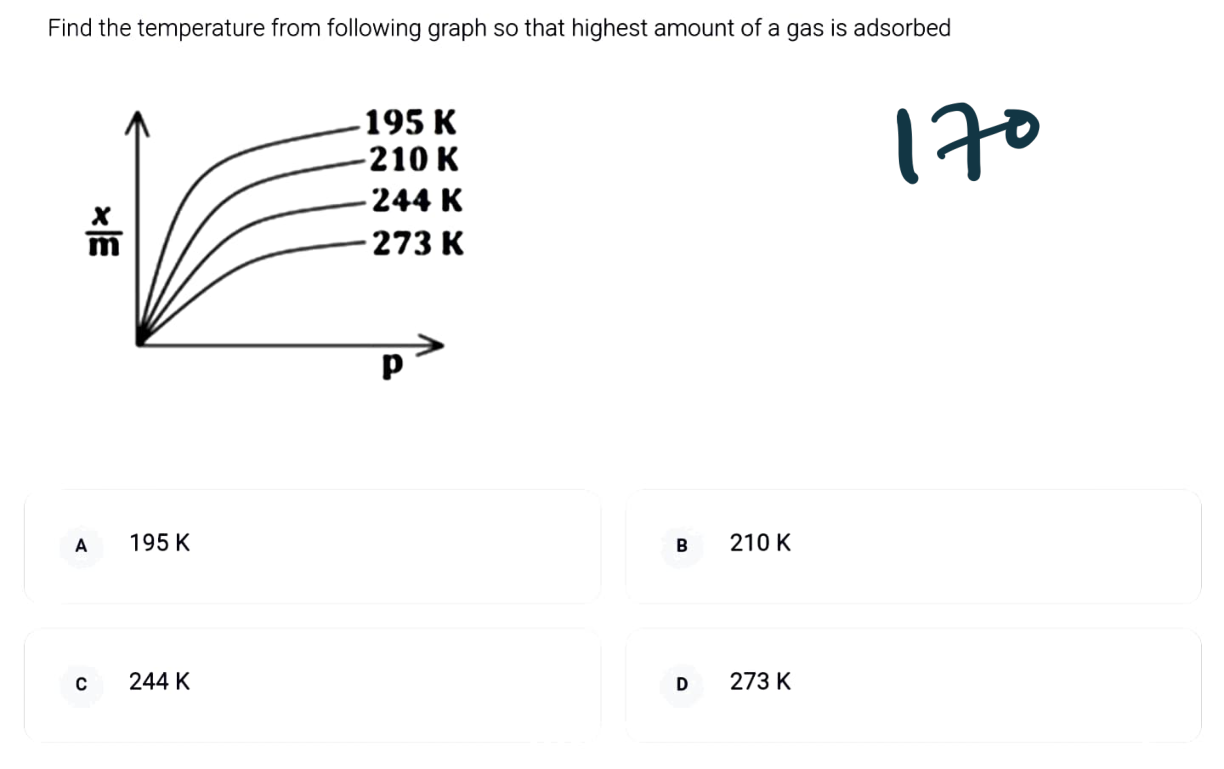 Find the temperature from following graph so that highest amount of a gas is adsorbed
170
195 K
210 K
244 K
273 K
x
m
p
A 195 K
B 210 K
C 244 K
D 273 K